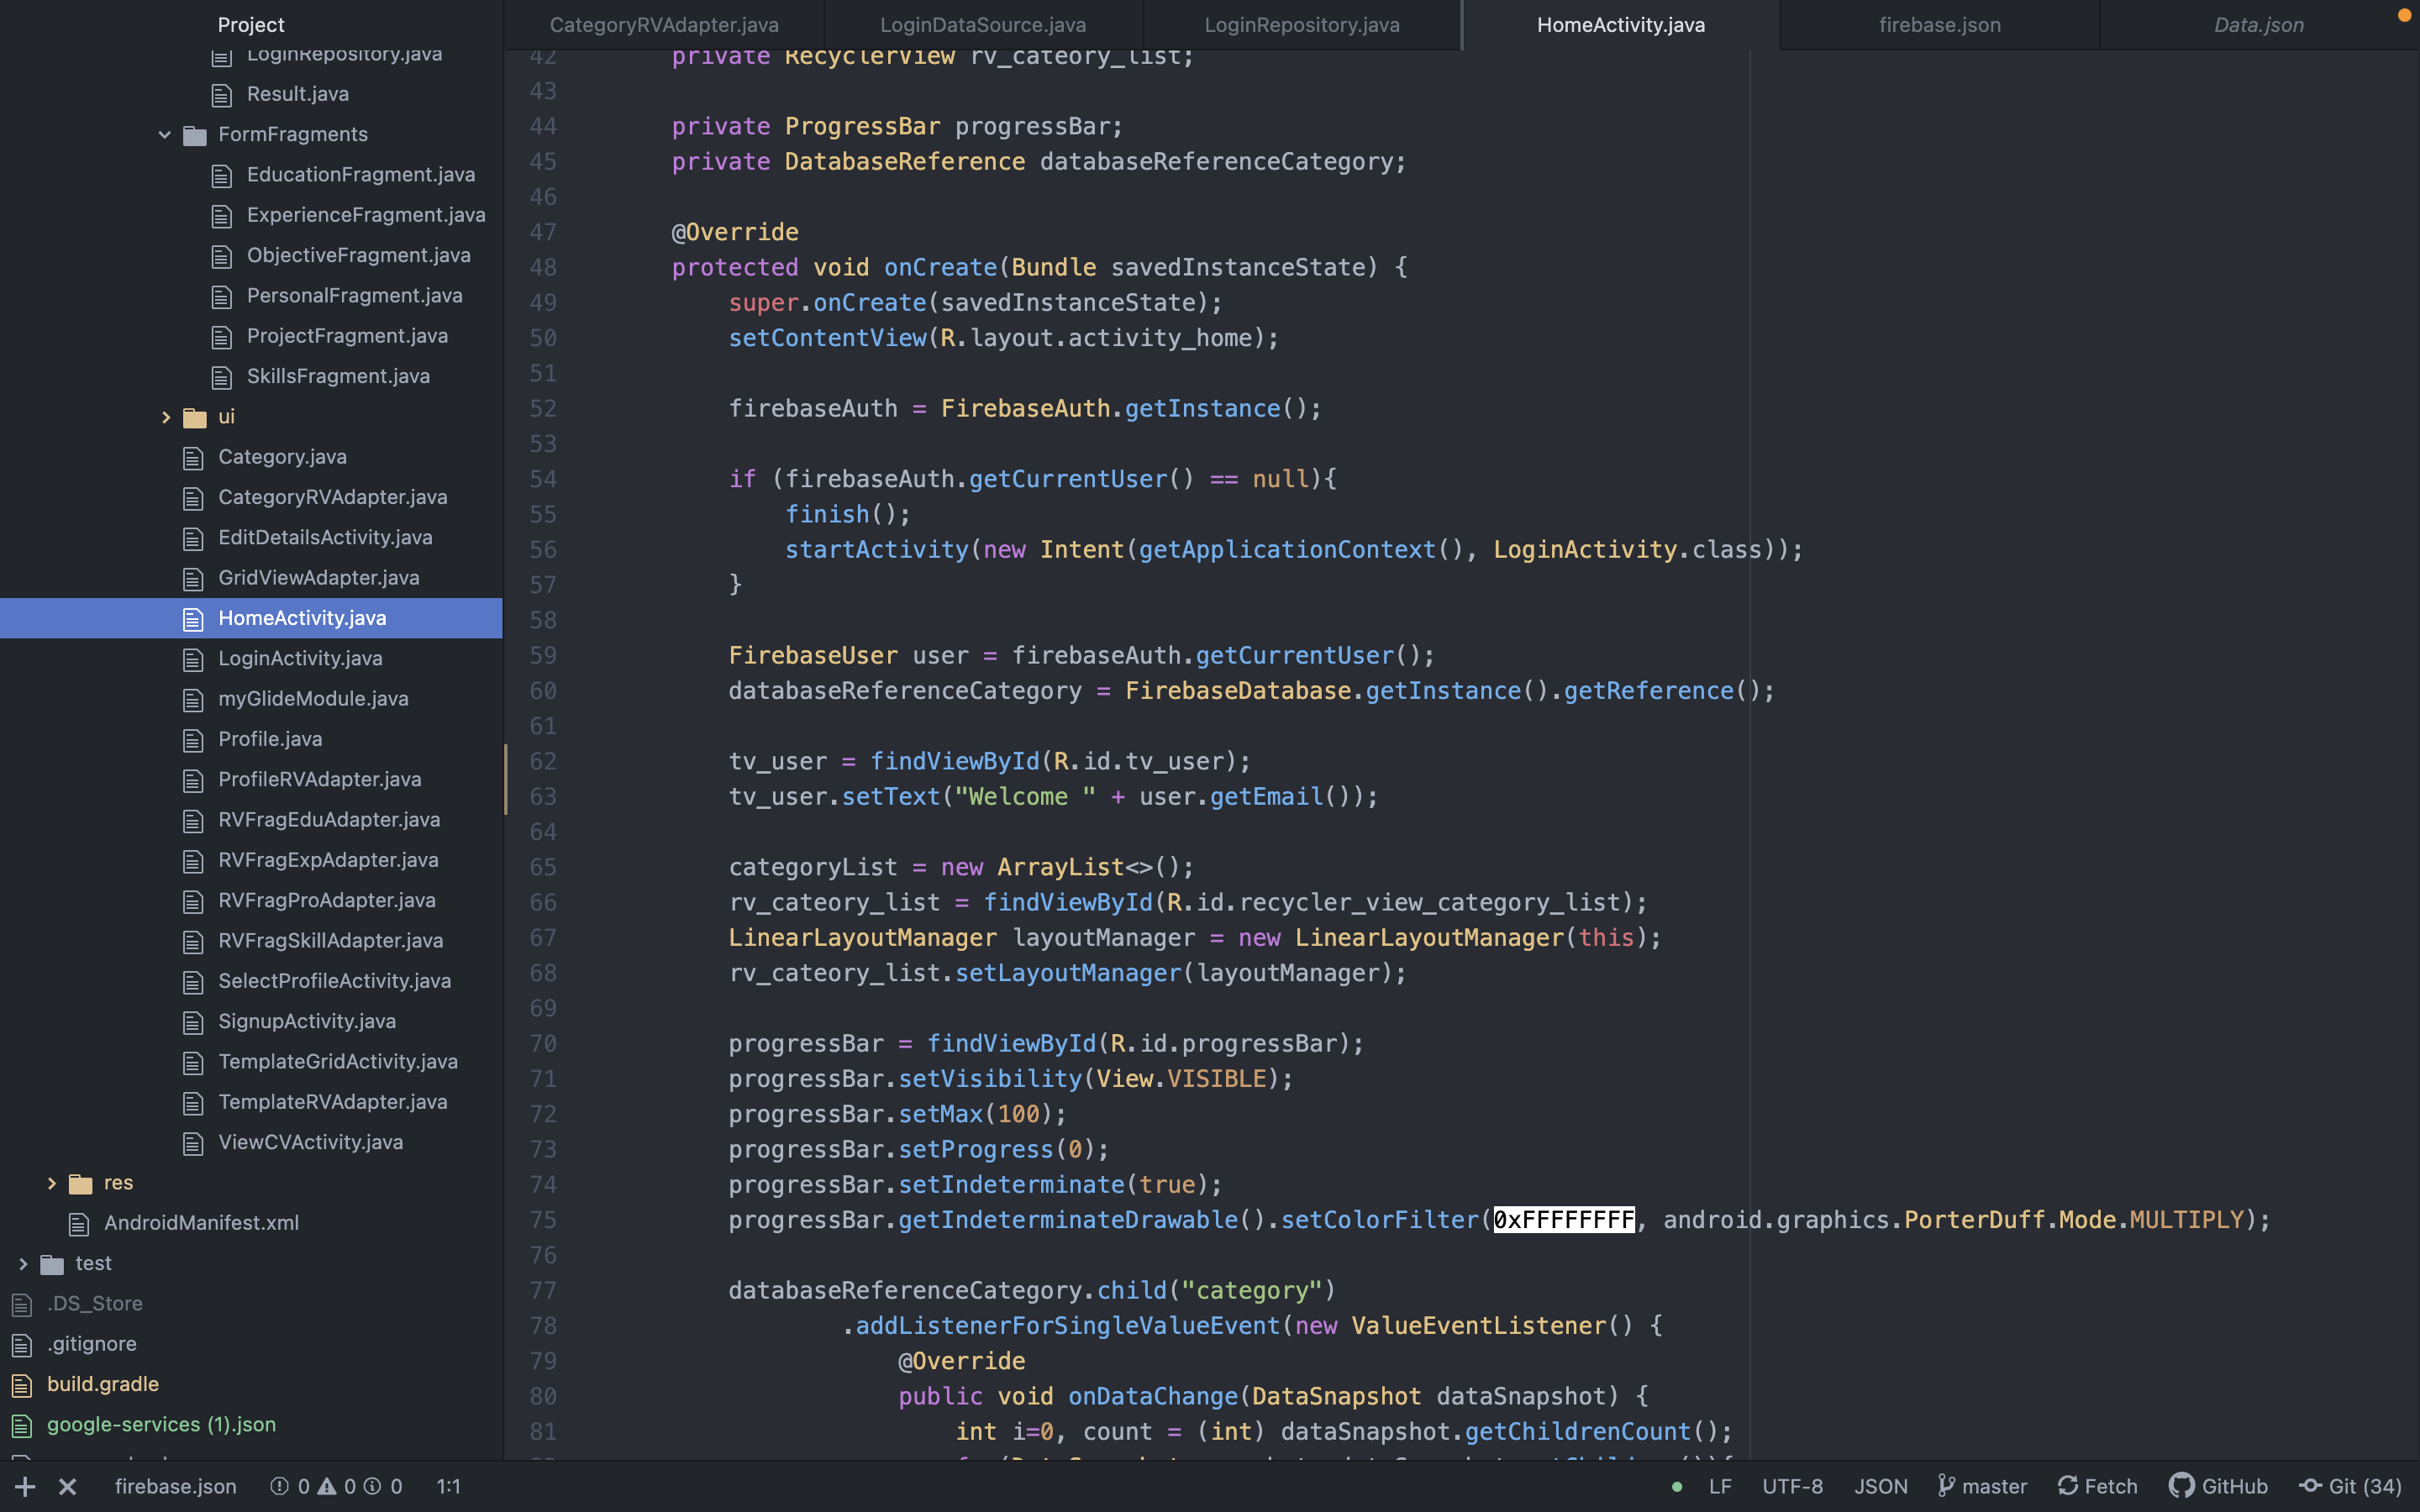 Project
LoginRepository.java
Result.java
FormFragments
EducationFragment.java
ExperienceFragment.java
ObjectiveFragment.java
PersonalFragment.java
ProjectFragment.java
SkillsFragment.java
ui
Category.java
CategoryRVAdapter.java
EditDetailsActivity.java
GridViewAdapter.java
HomeActivity.java
LoginActivity.java
myGlideModule.java
Profile.java
ProfileRVAdapter.java
RVFragEduAdapter.java
RVFragExpAdapter.java
RVFragProAdapter.java
RVFragSkillAdapter.java
SelectProfileActivity.java
SignupActivity.java
TemplateGridActivity.java
TemplateRVAdapter.java
ViewCVActivity.java
res
AndroidManifest.xml
test
.DS_Store
.gitignore
build.gradle
google-services (1).json
CategoryRVAdapter.java LoginDataSource.java LoginRepository.java HomeActivity.java firebase.json Data.json
42 private RecyclerView rv_cateory_list;
43
44 private ProgressBar progressBar;
45 private DatabaseReference databaseReferenceCategory;
46
47 @Override
48 protected void onCreate(Bundle savedInstanceState) {
49 super.onCreate(savedInstanceState);
50 setContentView(R.layout.activity_home);
51
52 firebaseAuth = FirebaseAuth.getInstance();
53
54 if (firebaseAuth.getCurrentUser() == null){
55 finish();
56 startActivity(new Intent(getApplicationContext(), LoginActivity.class));
57 }
58
59 FirebaseUser user = firebaseAuth.getCurrentUser();
60 databaseReferenceCategory = FirebaseDatabase.getInstance().getReference();
61
62 tv_user = findViewById(R.id.tv_user);
63 tv_user.setText("Welcome " + user.getEmail());
64
65 categoryList = new ArrayList<>();
66 rv_cateory_list = findViewById(R.id.recycler_view_category_list);
67 LinearLayoutManager layoutManager = new LinearLayoutManager(this);
68 rv_cateory_list.setLayoutManager(layoutManager);
69
70 progressBar = findViewById(R.id.progressBar);
71 progressBar.setVisibility(View.VISIBLE);
72 progressBar.setMax(100);
73 progressBar.setProgress(0);
74 progressBar.setIndeterminate(true);
75 progressBar.getIndeterminateDrawable().setColorFilter(0xFFFFFFFF, android.graphics.PorterDuff.Mode.MULTIPLY);
76
77 databaseReferenceCategory.child("category")
78 .addListenerForSingleValueEvent(new ValueEventListener() {
79 @Override
80 public void onDataChange(DataSnapshot dataSnapshot) {
81 int i=0, count = (int) dataSnapshot.getChildrenCount();
firebase.json 0 0 0 1:1 LF UTF-8 JSON master Fetch GitHub Git (34)